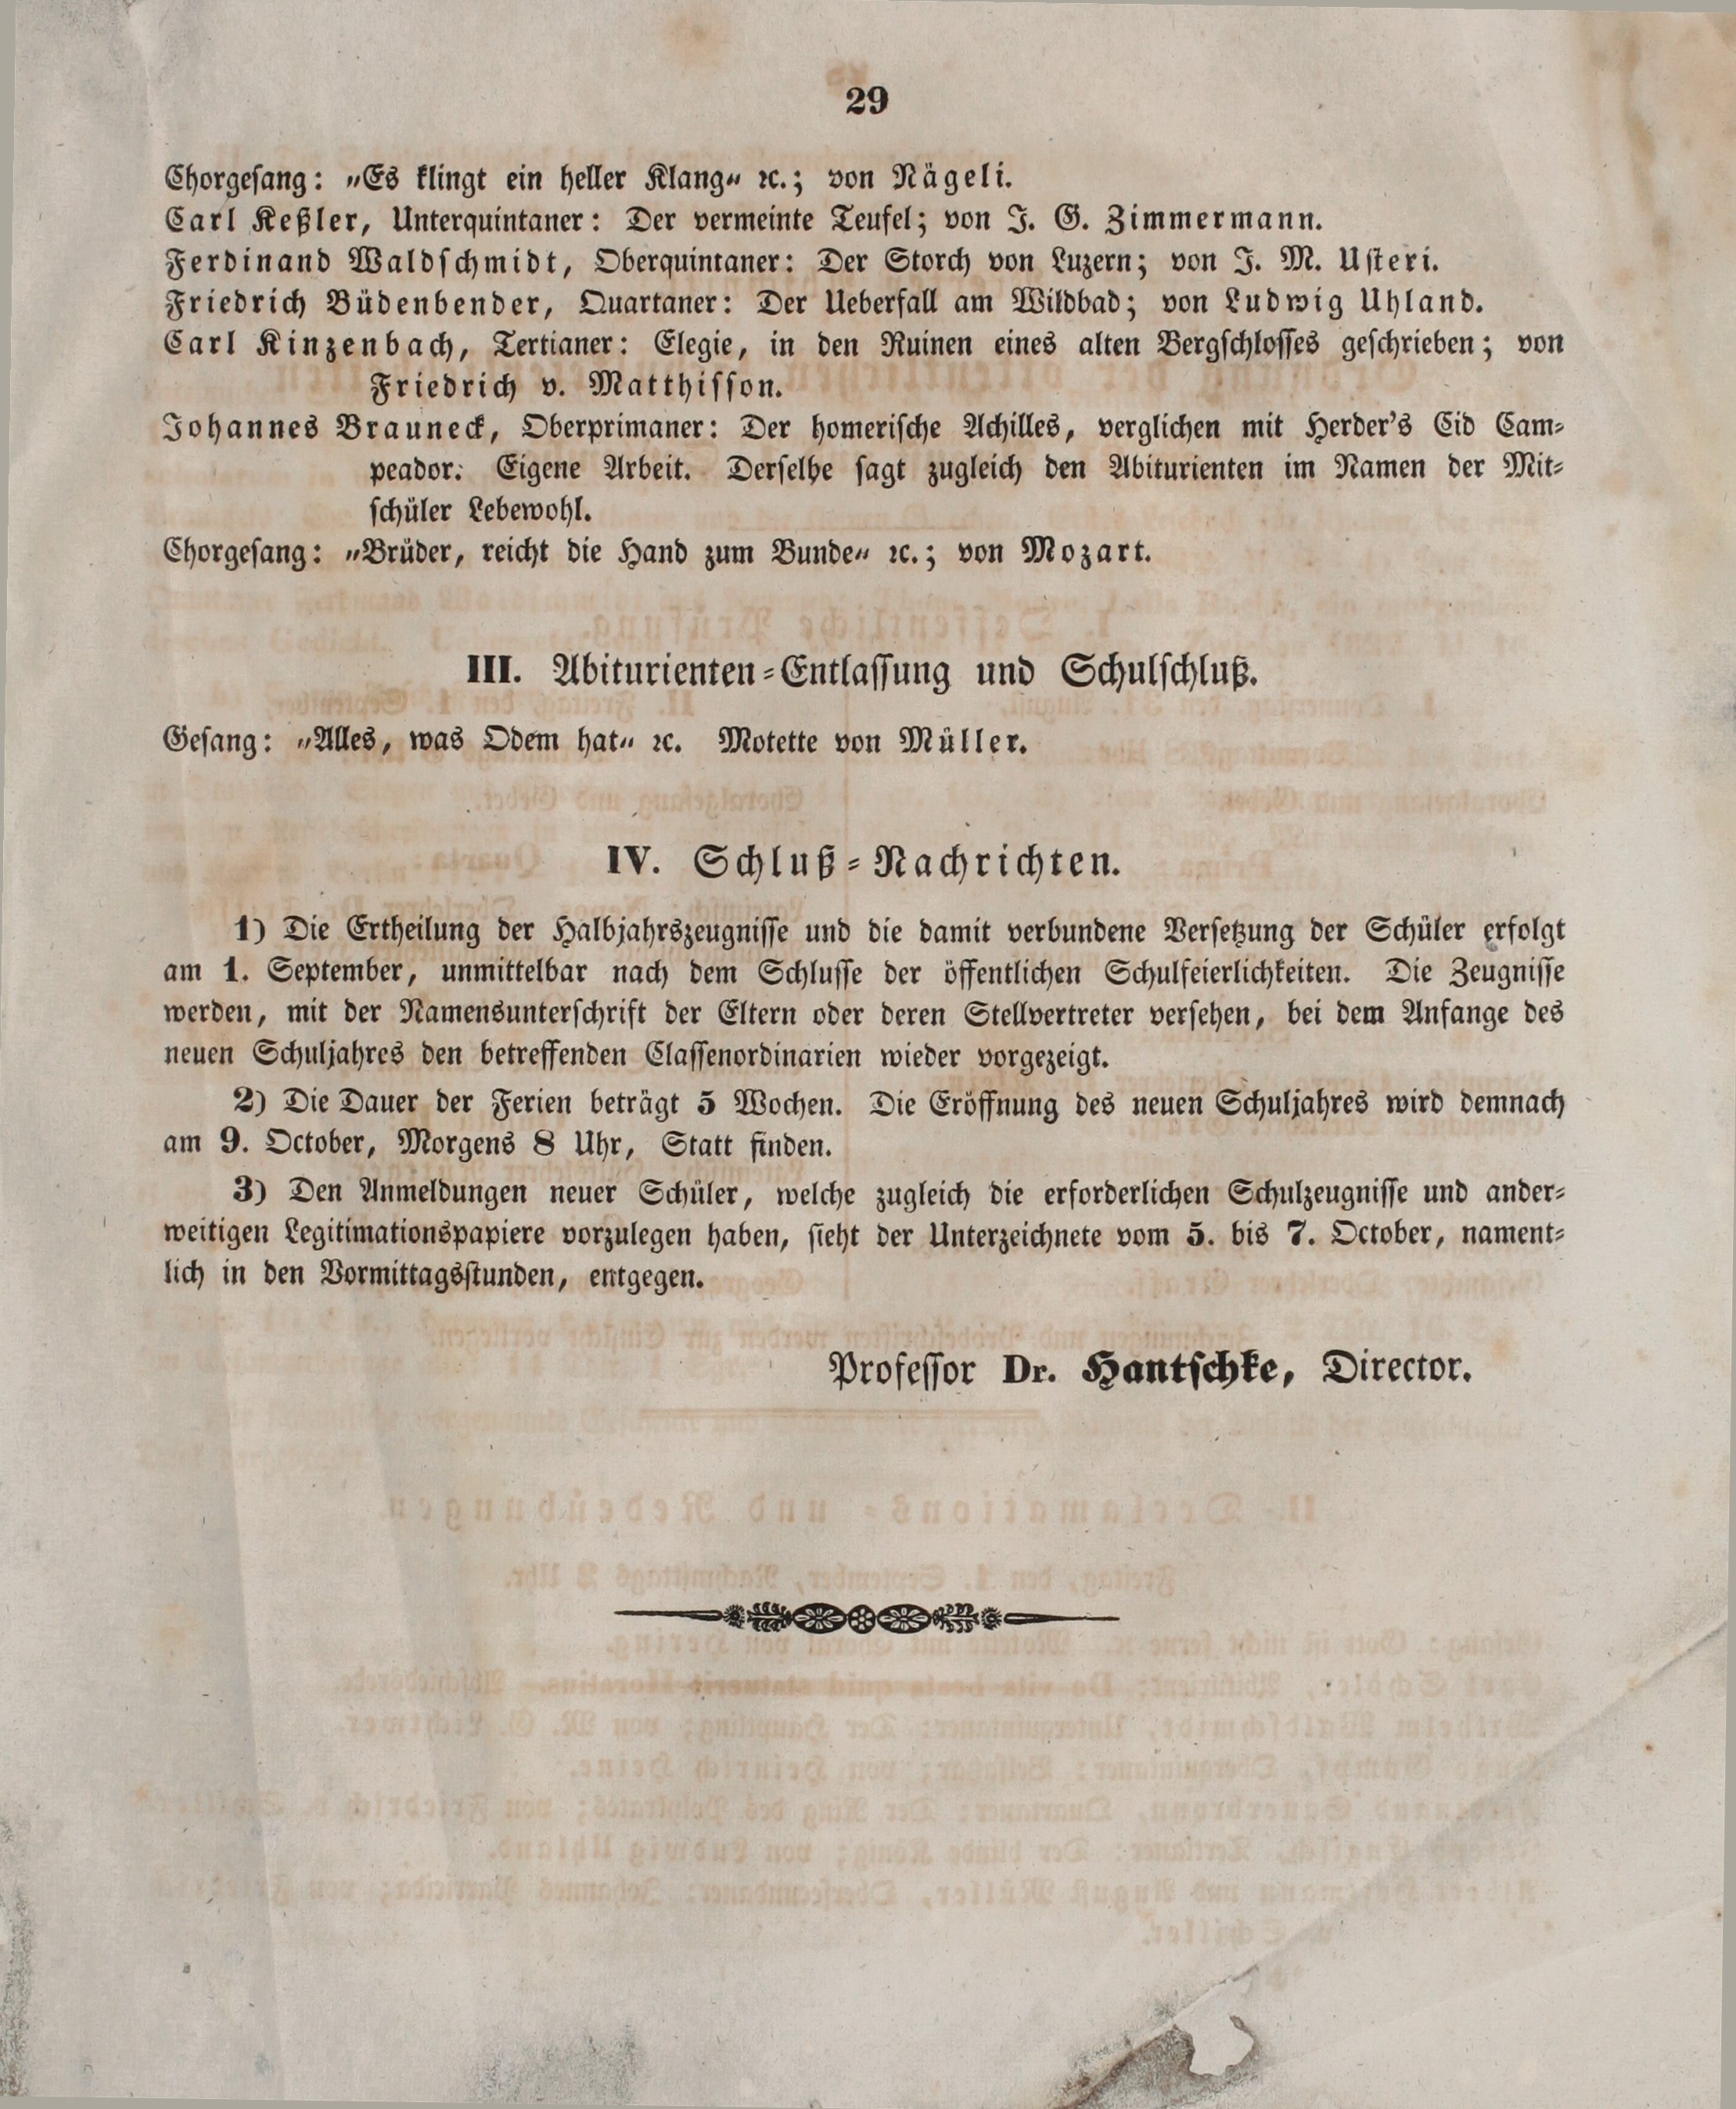 29
Chorgesang: „Es klingt ein heller Klang“ ꝛc.; von Nägeli.
Carl Keßler, Unterquintaner: Der vermeinte Teufel; von J. G. Zimmermann.
Ferdinand Waldschmidt, Oberquintaner: Der Storch von Luzern; von J. M. Usteri.
Friedrich Büdenbender, Quartaner: Der Ueberfall am Wildbad; von Ludwig Uhland.
Carl Kinzenbach, Tertianer: Elegie, in den Ruinen eines alten Bergschlosses geschrieben; von
Friedrich v. Matthisson.
Johannes Brauneck, Oberprimaner: Der homerische Achilles, verglichen mit Herder's Cid Cam-
peador. Eigene Arbeit. Derselbe sagt zugleich den Abiturienten im Namen der Mit-
schüler Lebewohl.
Chorgesang: „Brüder, reicht die Hand zum Bunde“ ꝛc.; von Mozart.
III. Abiturienten-Entlassung und Schulschluß.
Gesang: „Alles, was Odem hat“ ꝛc. Motette von Müller.
IV. Schluß-Nachrichten.
1) Die Ertheilung der Halbjahrszeugnisse und die damit verbundene Versetzung der Schüler erfolgt
am 1. September, unmittelbar nach dem Schlusse der öffentlichen Schulfeierlichkeiten. Die Zeugnisse
werden, mit der Namensunterschrift der Eltern oder deren Stellvertreter versehen, bei dem Anfange des
neuen Schuljahres den betreffenden Classenordinarien wieder vorgezeigt.
2) Die Dauer der Ferien beträgt 5 Wochen. Die Eröffnung des neuen Schuljahres wird demnach
am 9. October, Morgens 8 Uhr, Statt finden.
3) Den Anmeldungen neuer Schüler, welche zugleich die erforderlichen Schulzeugnisse und ander-
weitigen Legitimationspapiere vorzulegen haben, sieht der Unterzeichnete vom 5. bis 7. October, nament-
lich in den Vormittagsstunden, entgegen.
Professor Dr. Hantschke, Director.